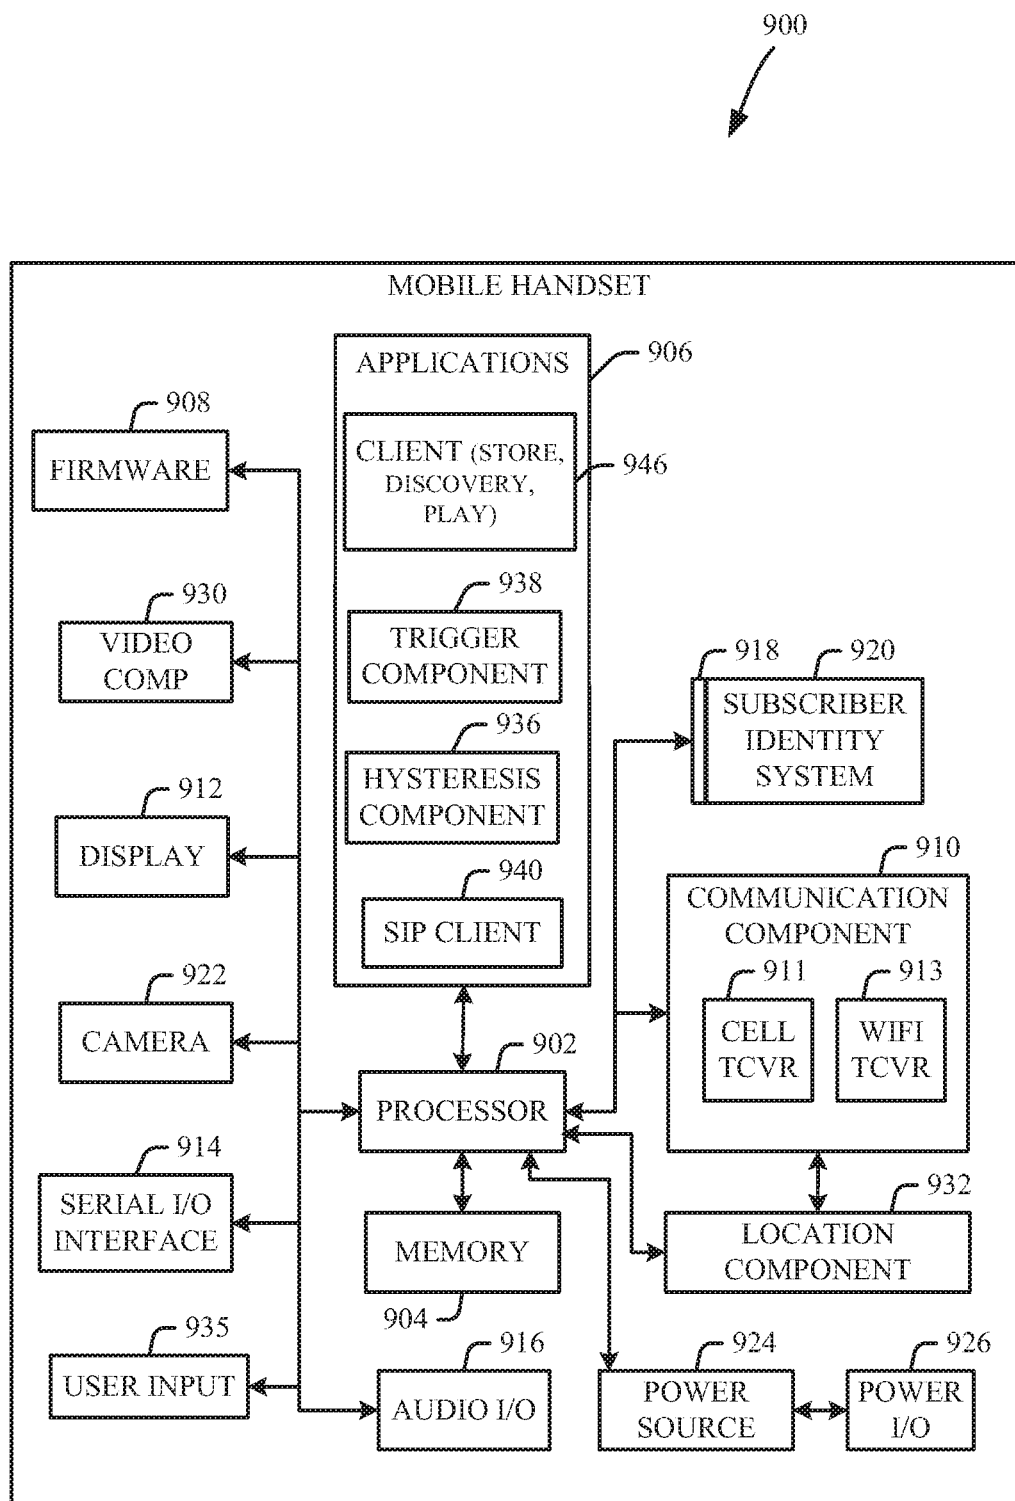 900
MOBILE HANDSET
APPLICATIONS
906
CLIENT (STORE,
DISCOVERY,
PLAY)
946
938
TRIGGER
COMPONENT
936
HYSTERESIS
COMPONENT
940
SIP CLIENT
908
FIRMWARE
930
VIDEO
COMP
912
DISPLAY
922
CAMERA
914
SERIAL I/O
INTERFACE
935
USER INPUT
902
PROCESSOR
MEMORY
904
916
AUDIO I/O
918
920
SUBSCRIBER
IDENTITY
SYSTEM
910
COMMUNICATION
COMPONENT
911
CELL
TCVR
913
WIFI
TCVR
932
LOCATION
COMPONENT
924
POWER
SOURCE
926
POWER
I/O